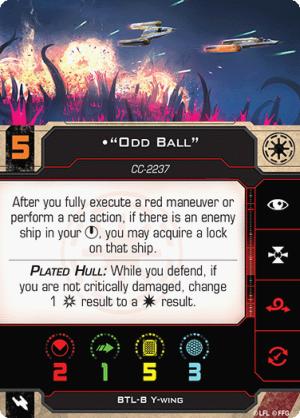 5
•“Odd Ball”
CC-2237
After you fully execute a red maneuver or
perform a red action, if there is an enemy
ship in your , you may acquire a lock
on that ship.
Plated Hull: While you defend, if
you are not critically damaged, change
1 result to a result.
2 1 5 3
BTL-B Y-wing
©LFL ©FFG